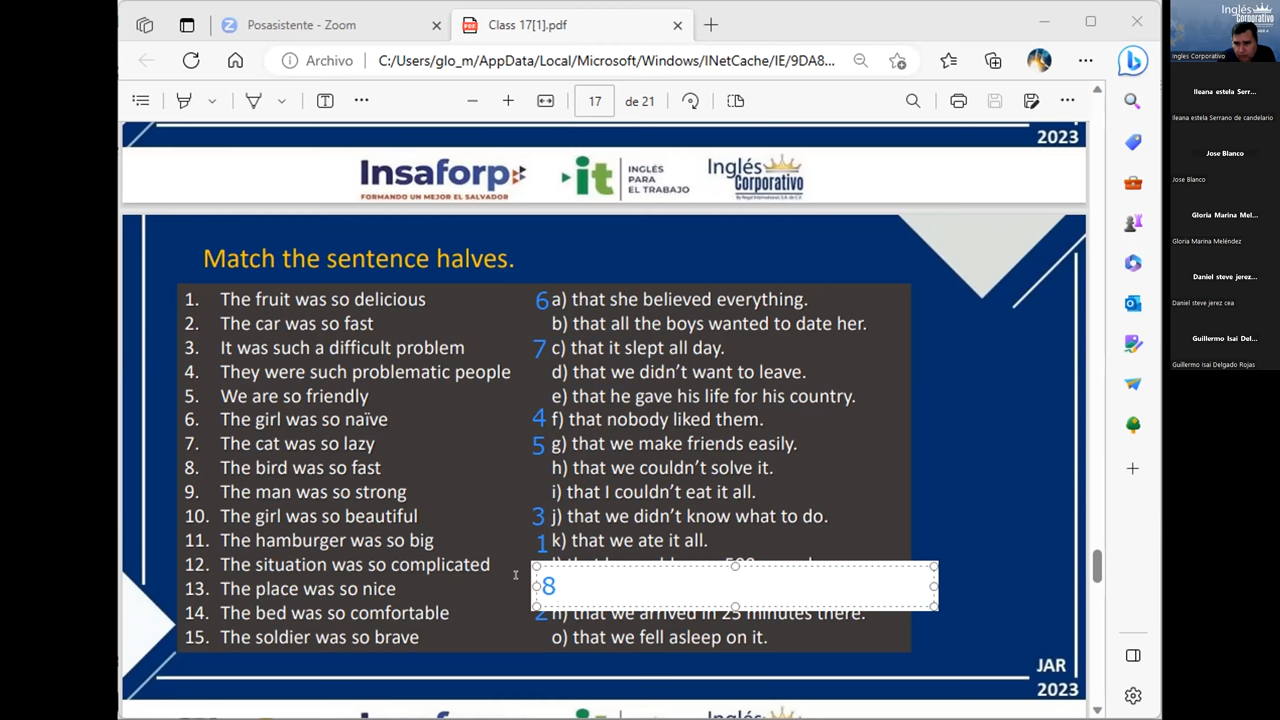 Posasistente - Zoom
Class 17[1].pdf
Archivo
C:/Users/glo_m/AppData/Local/Microsoft/Windows/INetCache/IE/9DA8...
17 de 21
2023
Insaforp
FORMANDO UN MEJOR EL SALVADOR
it
INGLÉS
PARA
EL TRABAJO
Inglés
Corporativo
Match the sentence halves.
1. The fruit was so delicious
2. The car was so fast
3. It was such a difficult problem
4. They were such problematic people
5. We are so friendly
6. The girl was so naïve
7. The cat was so lazy
8. The bird was so fast
9. The man was so strong
10. The girl was so beautiful
11. The hamburger was so big
12. The situation was so complicated
13. The place was so nice
14. The bed was so comfortable
15. The soldier was so brave
6 a) that she believed everything.
b) that all the boys wanted to date her.
7 c) that it slept all day.
d) that we didn't want to leave.
e) that he gave his life for his country.
4 f) that nobody liked them.
5 g) that we make friends easily.
h) that we couldn't solve it.
i) that I couldn't eat it all.
3 j) that we didn't know what to do.
1 k) that we ate it all.
8
2 n) that we arrived in 25 minutes there.
o) that we fell asleep on it.
JAR
2023
Inglés
Corporativo
Ingles Corporativo
Ileana estela Serr...
Ileana estela Serrano de candelario
Jose Blanco
Jose Blanco
Gloria Marina Mel...
Gloria Marina Meléndez
Daniel steve jerez...
Daniel steve jerez cea
Guillermo Isai Del...
Guillermo Isai Delgado Rojas